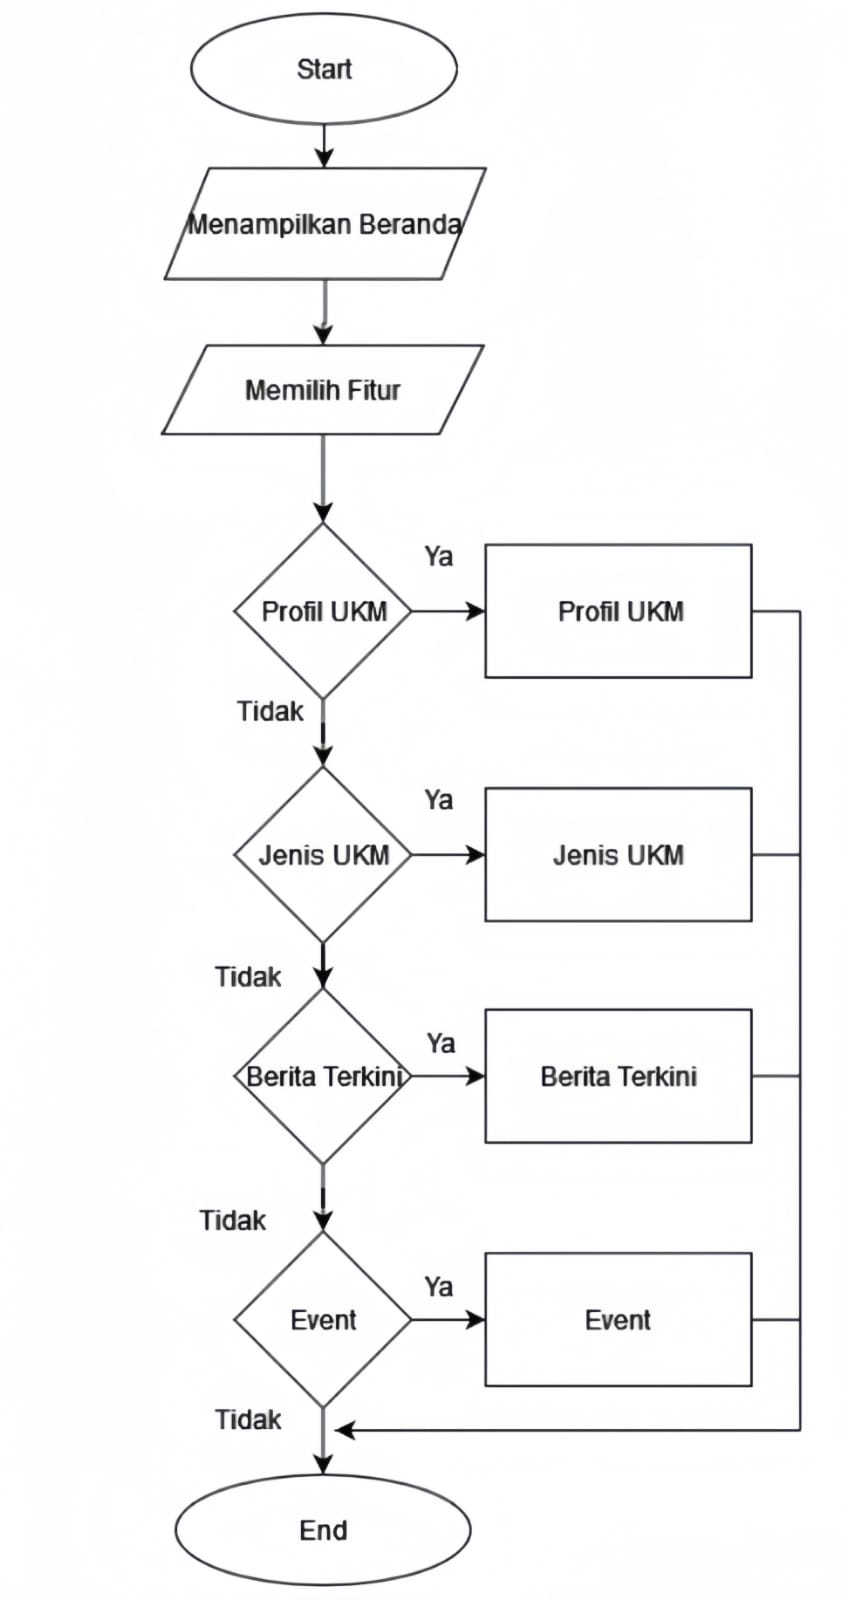 Start
Menampilkan Beranda
Memilih Fitur
Ya
Profil UKM
Profil UKM
Tidak
Ya
Jenis UKM
Jenis UKM
Tidak
Ya
Berita Terkini
Berita Terkini
Tidak
Ya
Event
Event
Tidak
End